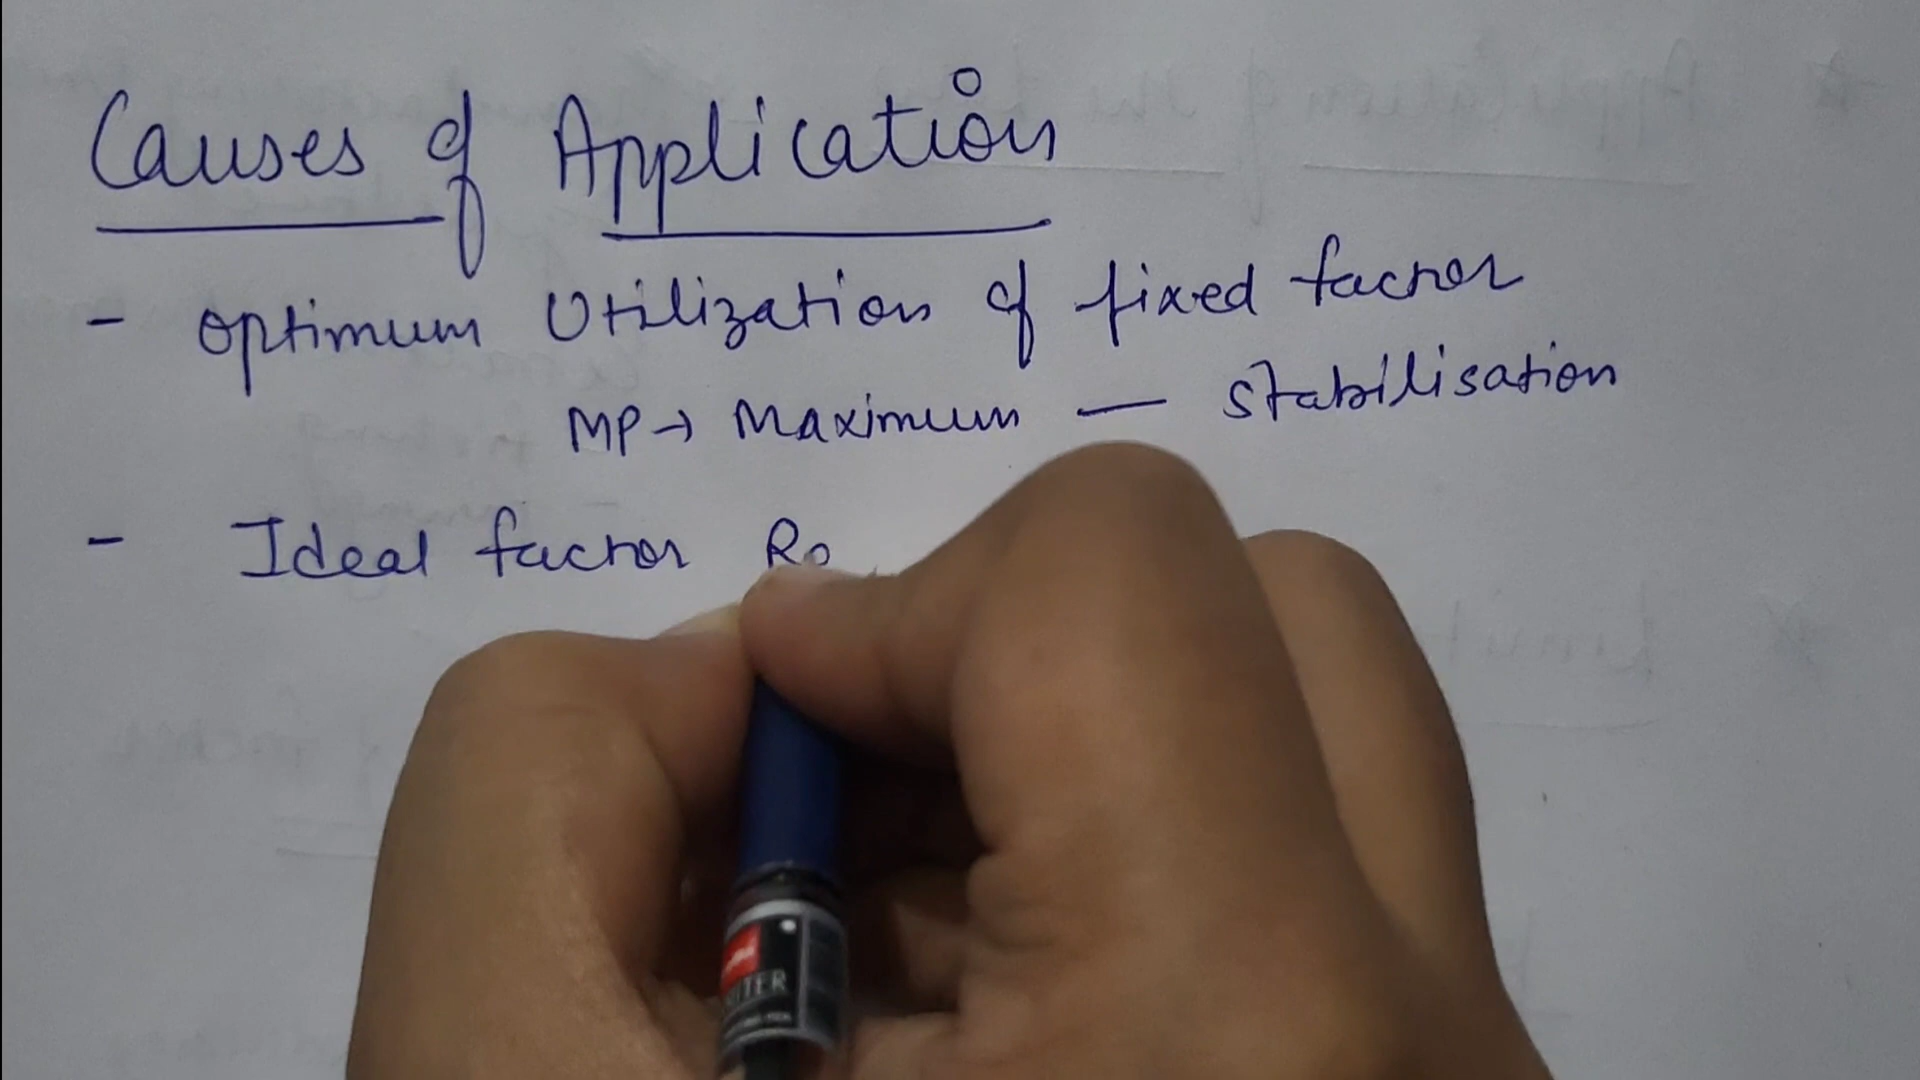 Causes of Application
- Optimum Utilization of fixed factor
MP → Maximum — Stabilisation
- Ideal factor